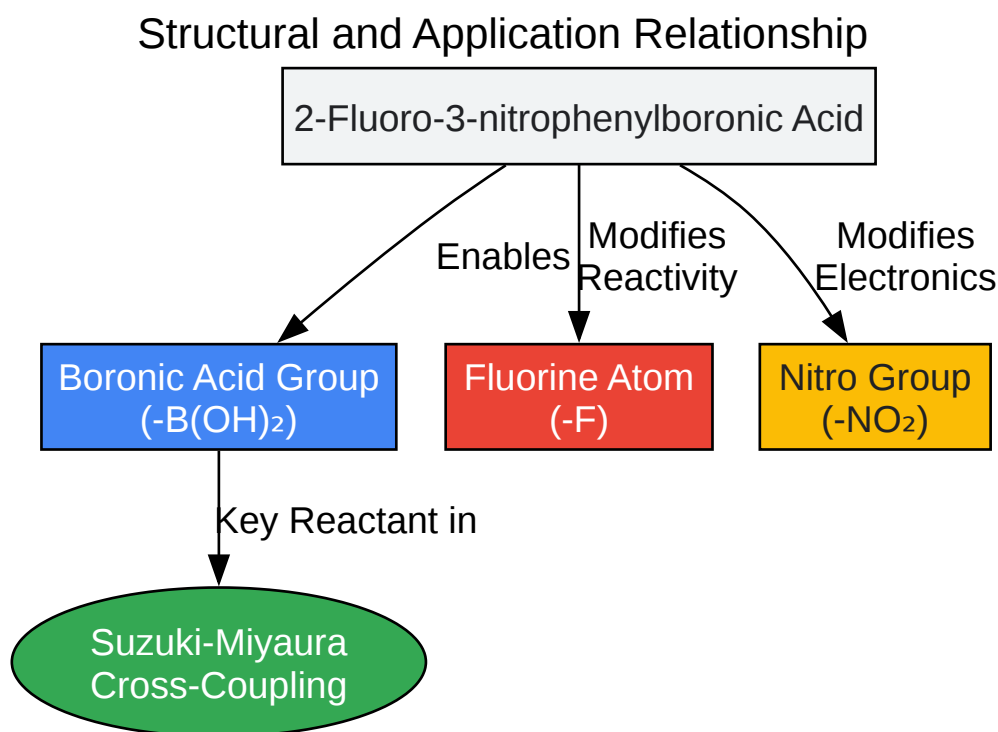 Structural and Application Relationship
2-Fluoro-3-nitrophenylboronic Acid
Enables
Modifies
Reactivity
Modifies
Electronics
Boronic Acid Group
(-B(OH)₂)
Fluorine Atom
(-F)
Nitro Group
(-NO₂)
Key Reactant in
Suzuki-Miyaura
Cross-Coupling